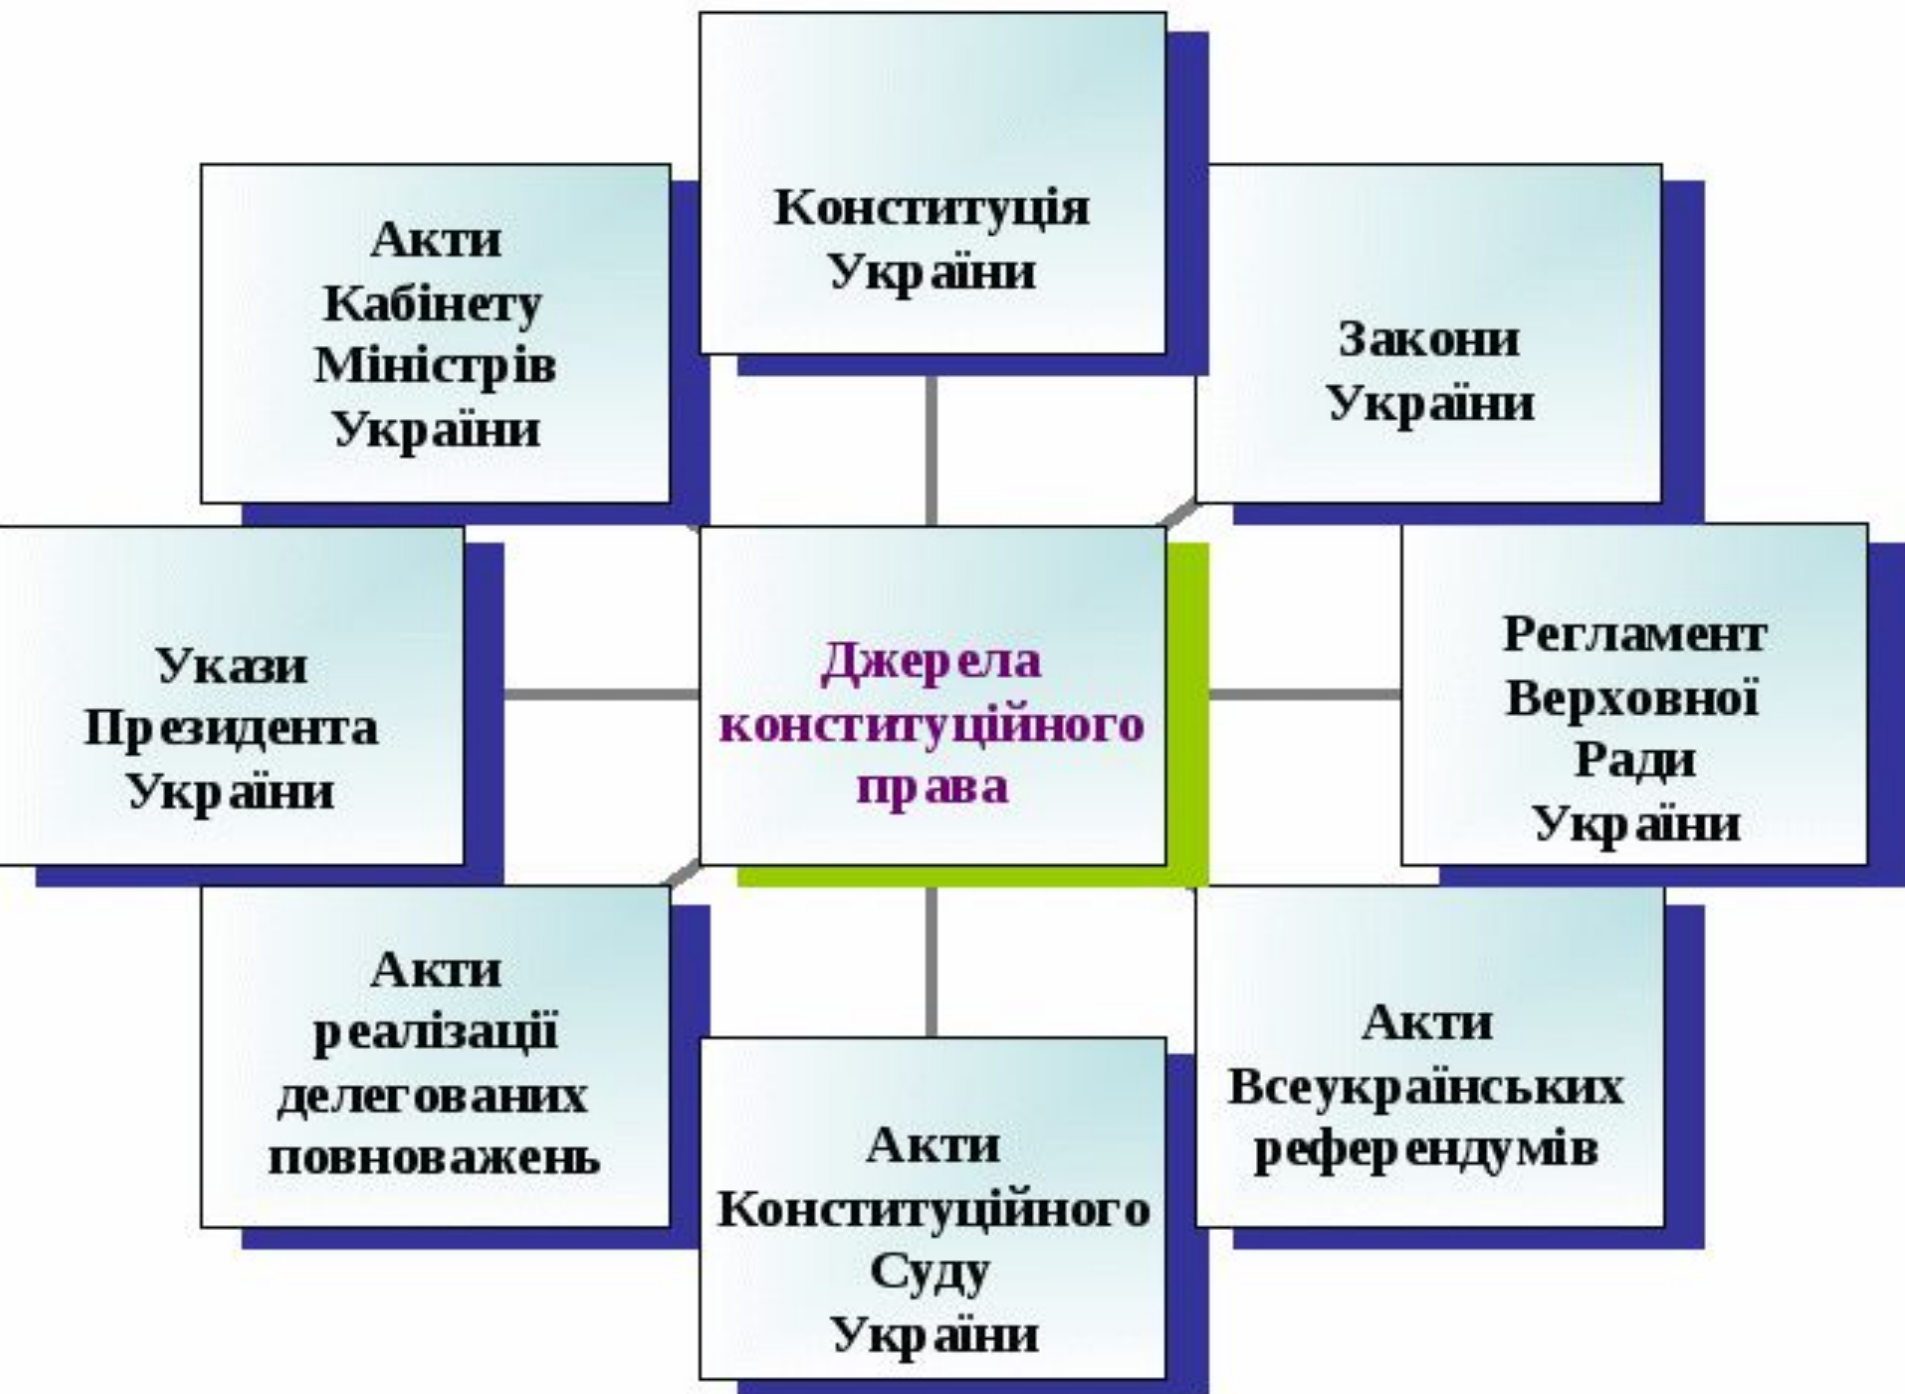 Конституція
України
Акти
Кабінету
Міністрів
України
Закони
України
Укази
Президента
України
Джерела
конституційного
права
Регламент
Верховної
Ради
України
Акти
реалізації
делегованих
повноважень
Акти
Конституційного
Суду
України
Акти
Всеукраїнських
референдумів